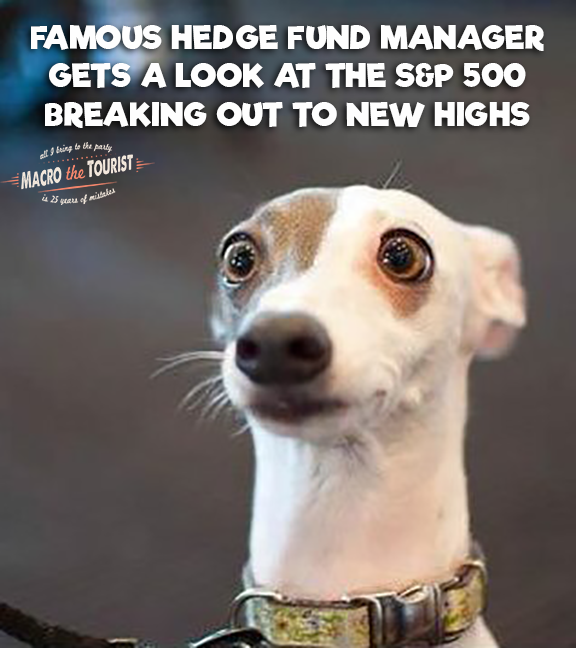 FAMOUS HEDGE FUND MANAGER
GETS A LOOK AT THE S&P 500
BREAKING OUT TO NEW HIGHS
all I bring to the party
MACRO the TOURIST
is 25 years of mistakes